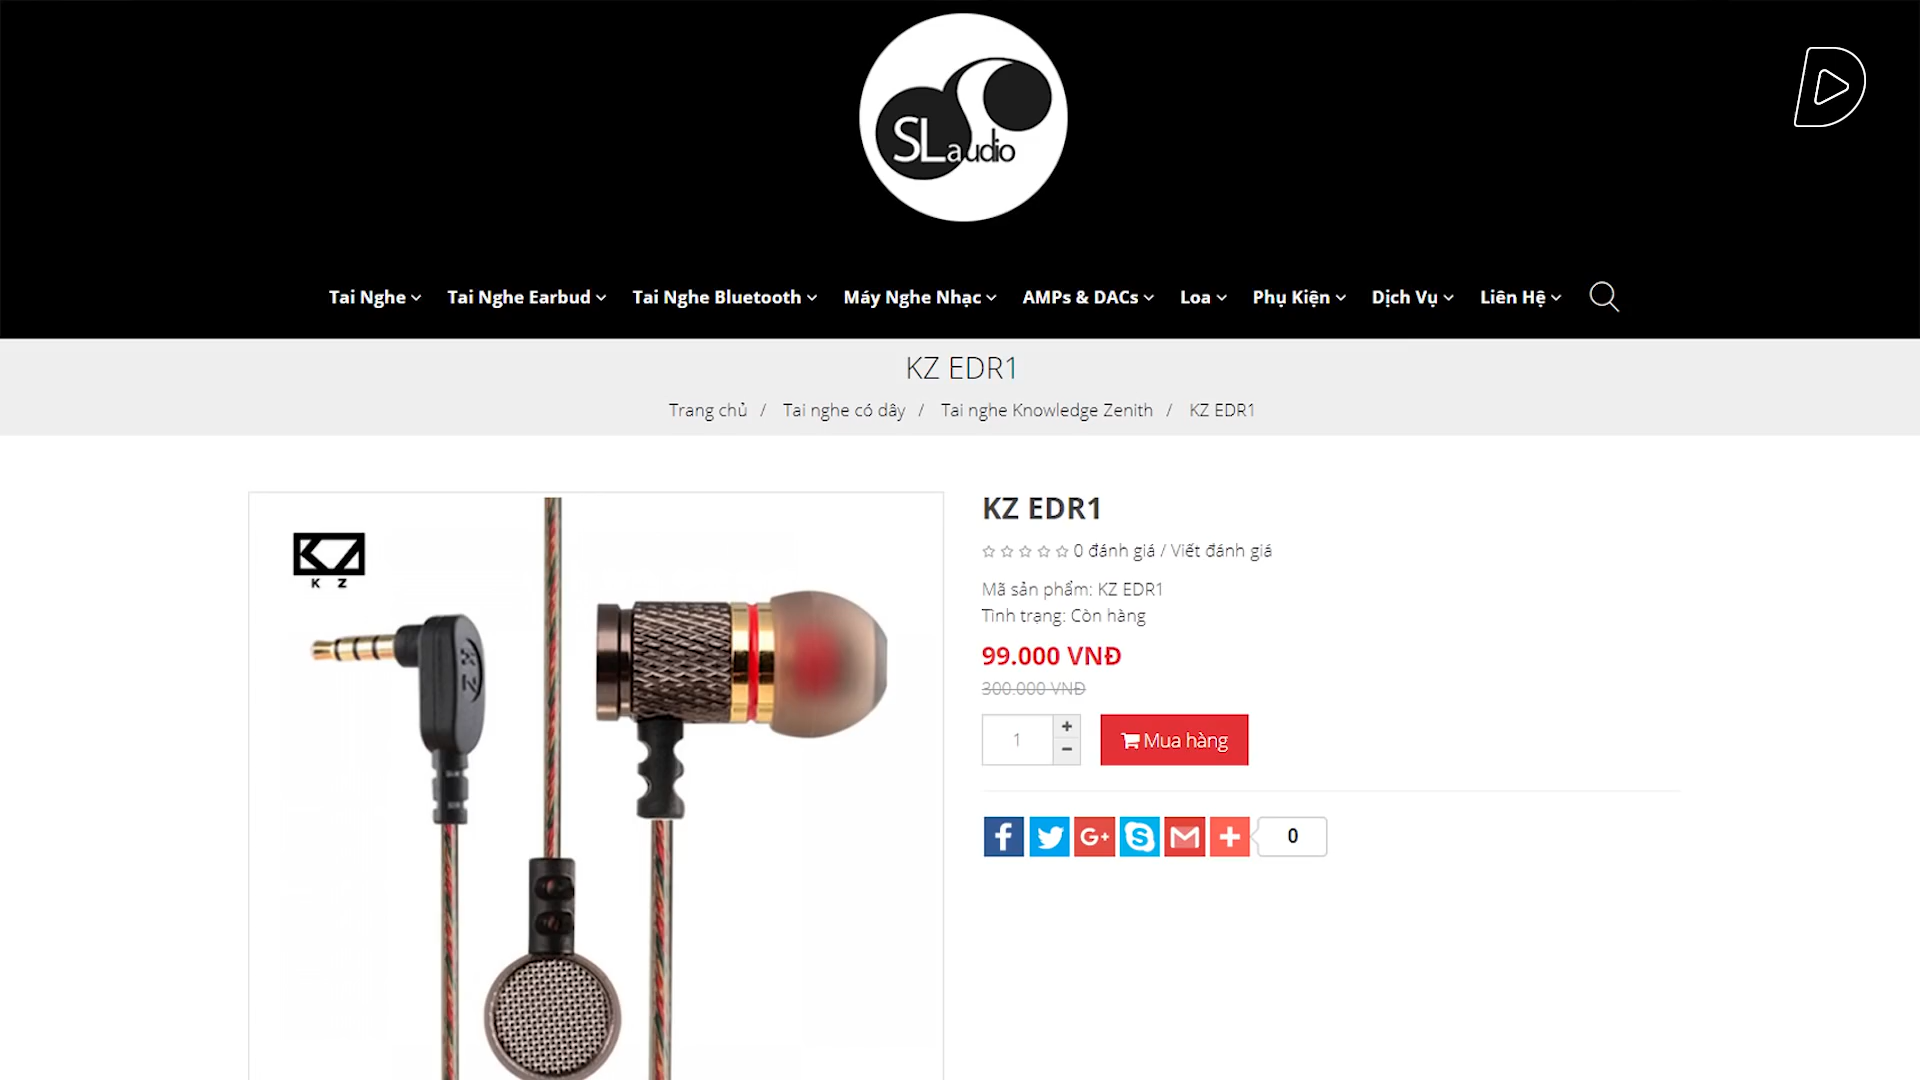 SLaudio
Tai Nghe Tai Nghe Earbud Tai Nghe Bluetooth Máy Nghe Nhạc AMPs & DACs Loa Phụ Kiện Dịch Vụ Liên Hệ
KZ EDR1
Trang chủ / Tai nghe có dây / Tai nghe Knowledge Zenith / KZ EDR1
KZ
K Z
KZ
KZ EDR1
0 đánh giá / Viết đánh giá
Mã sản phẩm: KZ EDR1
Tình trạng: Còn hàng
99.000 VNĐ
300.000 VNĐ
1 + −
Mua hàng
f G+ S M + 0